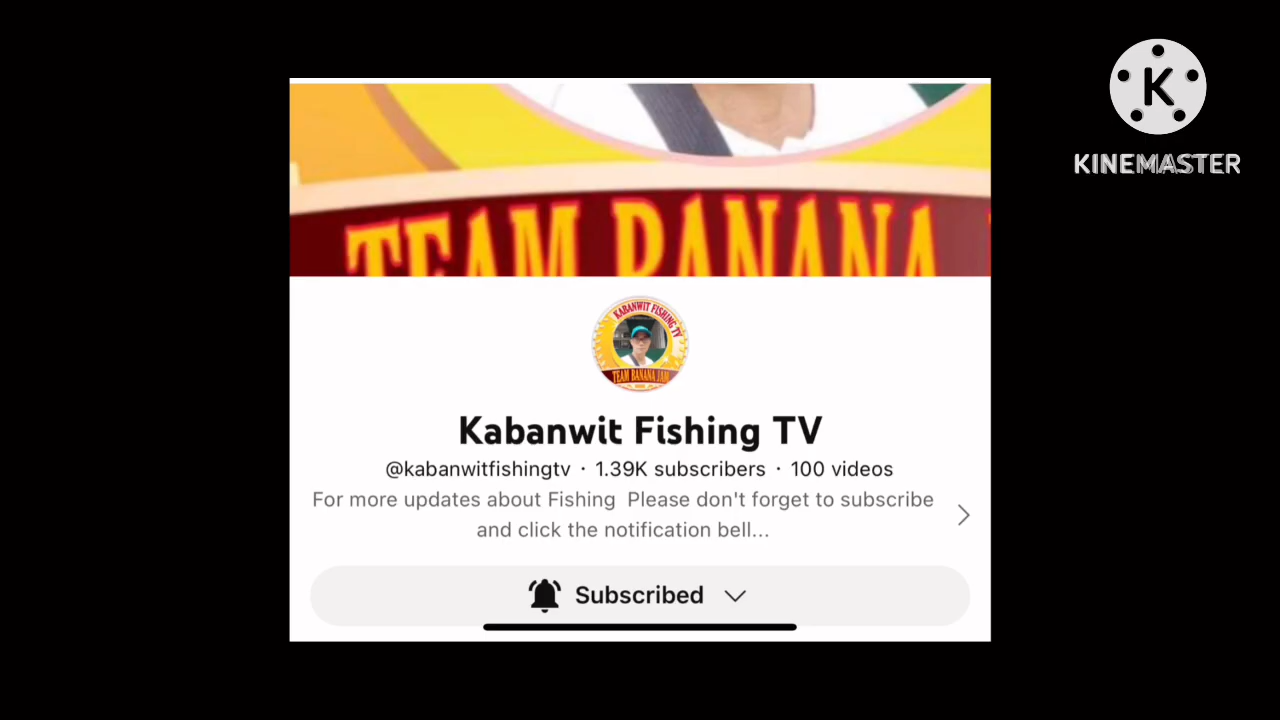 KINEMASTER
TEAM BANANA
KABANWIT FISHING TV
TEAM BANANA JAM
Kabanwit Fishing TV
@kabanwitfishingtv · 1.39K subscribers · 100 videos
For more updates about Fishing  Please don't forget to subscribe
and click the notification bell...
Subscribed